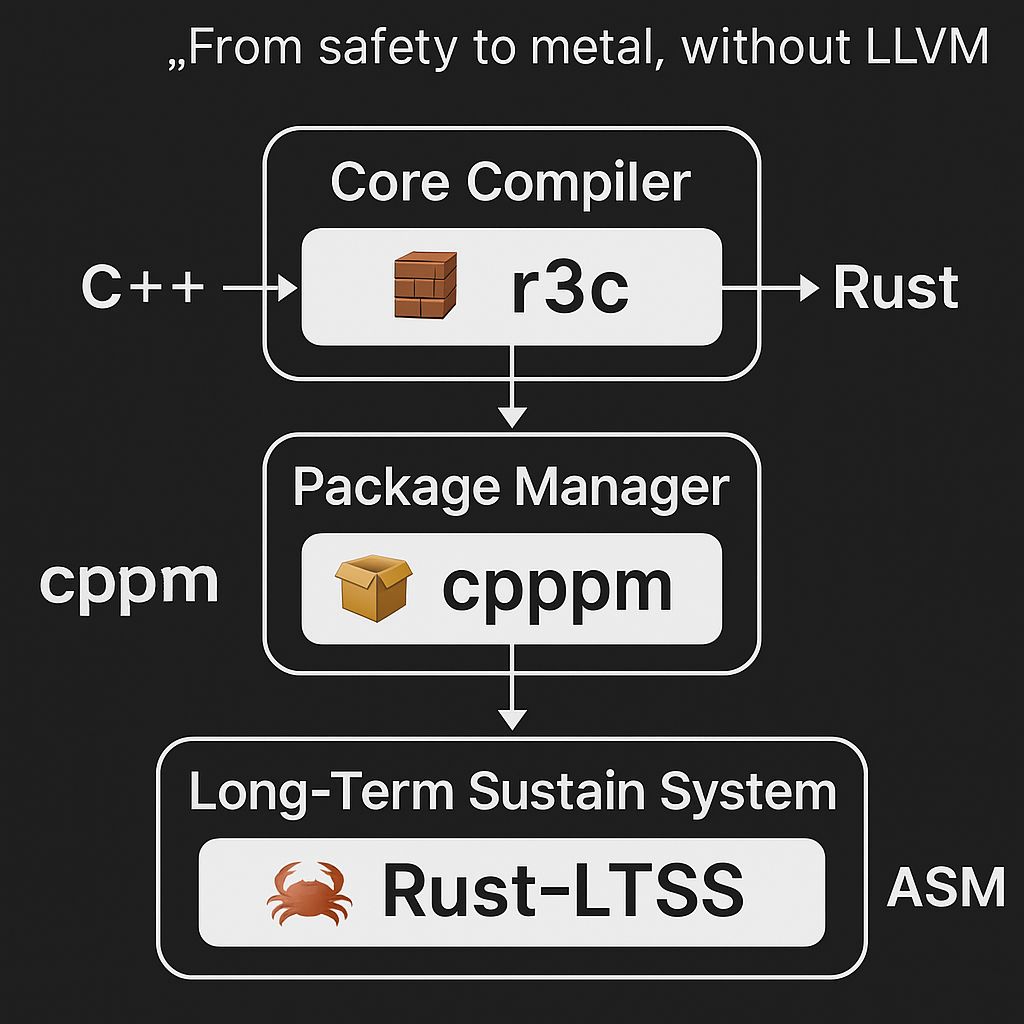 „From safety to metal, without LLVM
Core Compiler
C++
r3c
Rust
Package Manager
cppm
cpppm
Long-Term Sustain System
Rust-LTSS
ASM